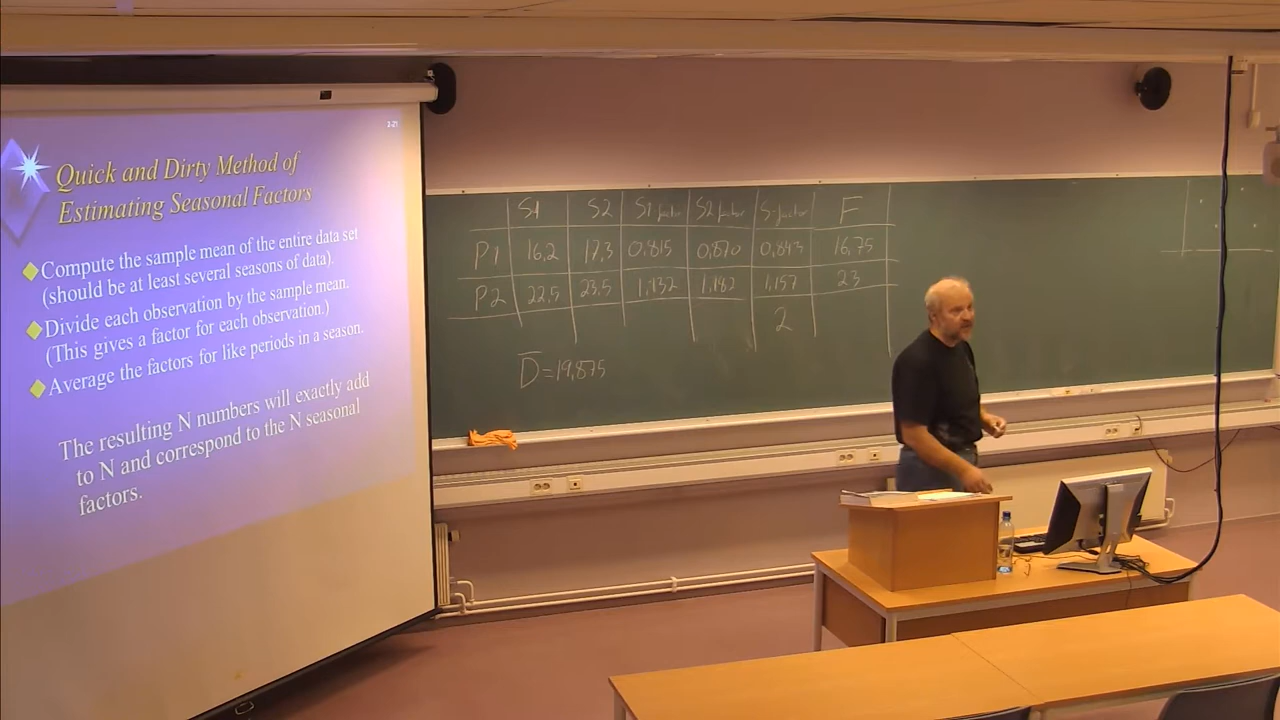 2-21
Quick and Dirty Method of
Estimating Seasonal Factors
Compute the sample mean of the entire data set
(should be at least several seasons of data).
Divide each observation by the sample mean.
(This gives a factor for each observation.)
Average the factors for like periods in a season.
The resulting N numbers will exactly add
to N and correspond to the N seasonal
factors.
S1 S2 S1 factor S2 factor S-factor F
P1 16,2 17,3 0,815 0,870 0,843 16,75
P2 22,5 23,5 1,132 1,182 1,157 23
2
D̅=19,875